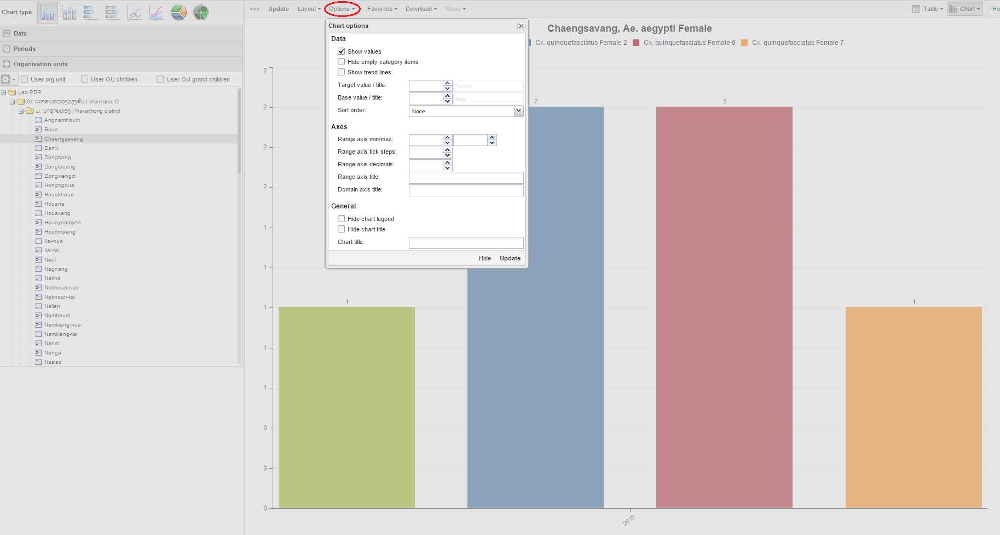 Chart type
<<< Update Layout Options Favorites Download Share Table Chart Ho
Data
Periods
Organisation units
User org unit User OU children User OU grand children
Lao PDR
01 ນະຄອນຫວງວຽງຈັນ | Vientiane. C
ມ. ນາຊາຍທອງ | Naxaithong district
Angnamhoum
Boua
Chaengsavang
Danxi
Dongbong
Donglouang
Dongxiengdi
Hongngoua
Houakhoua
Houana
Houaxang
Houaynamyen
Houmbaeng
Ilai-nua
Ilai-tai
Nadi
Nagnang
Nakha
Nakhoun-nua
Nakhoun-tai
Nalien
Namhoum
Namkiang-nua
Namkiang-tai
Nanat
Nanga
Nasiao
Chart options
Data
Show values
Hide empty category items
Show trend lines
Target value / title: Target
Base value / title: Base
Sort order: None
Axes
Range axis min/max:
Range axis tick steps:
Range axis decimals:
Range axis title:
Domain axis title:
General
Hide chart legend
Hide chart title
Chart title:
Hide Update
Chaengsavang, Ae. aegypti Female
Cx. quinquefasciatus Female 2 Cx. quinquefasciatus Female 6 Cx. quinquefasciatus Female 7
2
2
2
2
1
1
1
1
1
0
0
0
1
2
2
1
2015